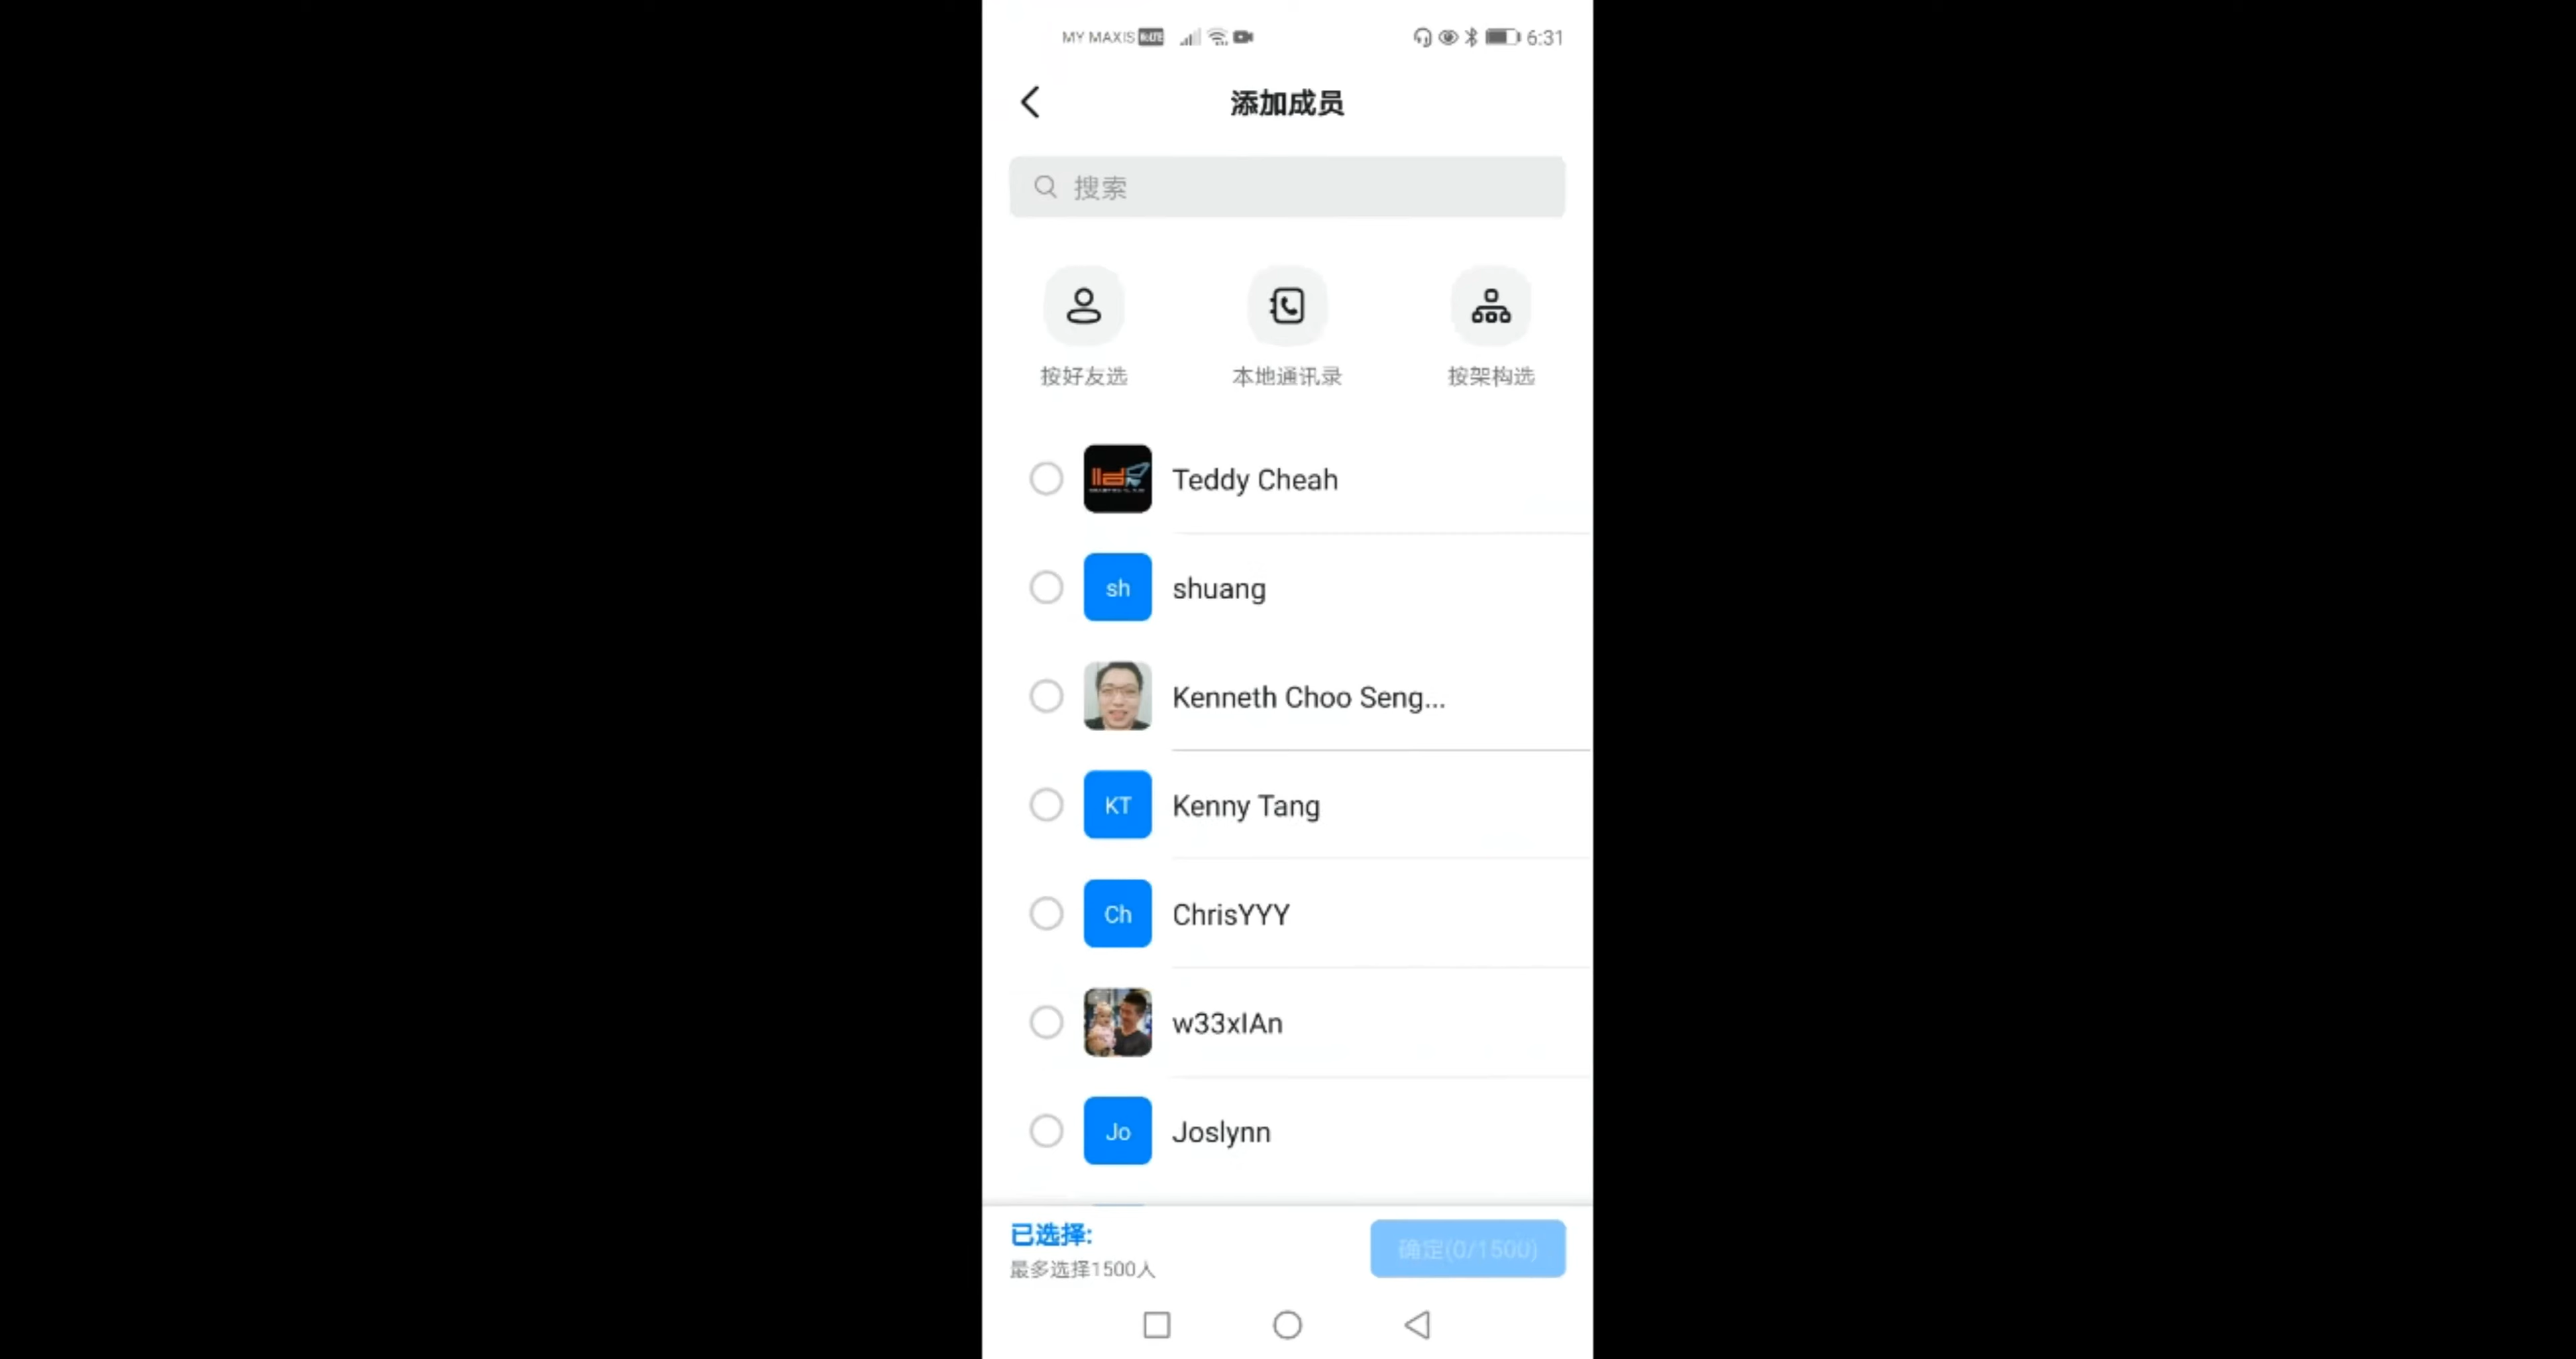 MY MAXIS VoLTE 6:31
添加成员
搜索
按好友选 本地通讯录 按架构选
Teddy Cheah
sh shuang
Kenneth Choo Seng...
KT Kenny Tang
Ch ChrisYYY
w33xIAn
Jo Joslynn
已选择:
最多选择1500人
确定(0/1500)